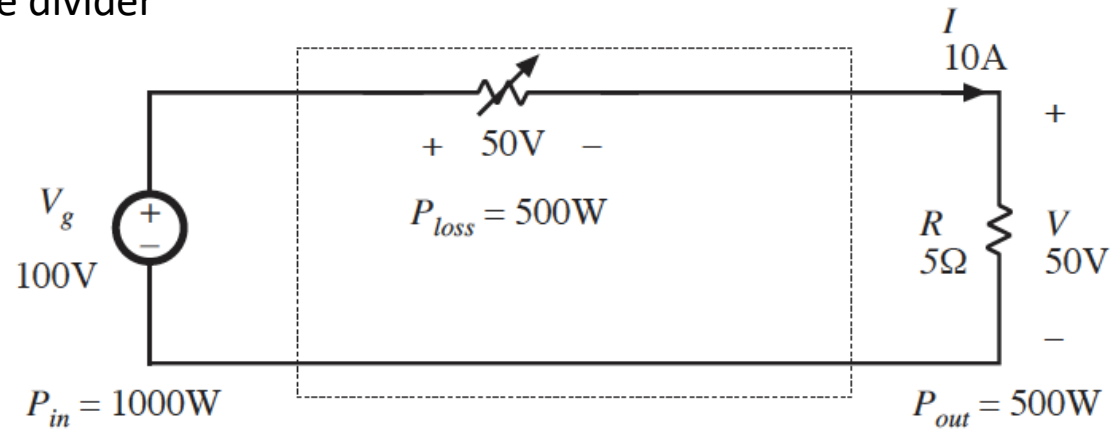 e divider
I
10A
+ 50V –
+
V_g
+
–
100V
P_loss = 500W
R
5Ω
V
50V
–
P_in = 1000W
P_out = 500W